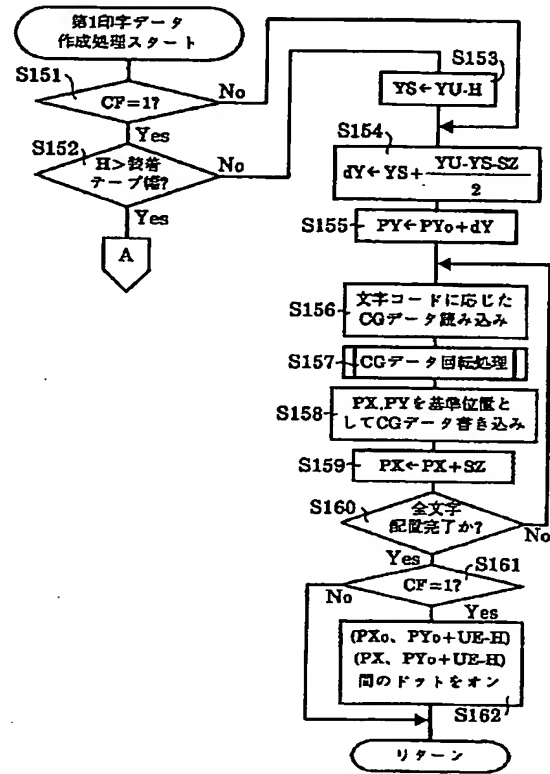 第1印字データ
作成処理スタート
S151
CF=1?
No
Yes
S152
H>装着
テープ幅?
No
Yes
A
S153
YS←YU-H
S154
dY←YS+ YU-YS-SZ
2
S155
PY←PYo+dY
S156
文字コードに応じた
CGデータ読み込み
S157
CGデータ回転処理
S158
PX,PYを基準位置と
してCGデータ書き込み
S159
PX←PX+SZ
S160
全文字
配置完了か?
No
Yes
S161
CF=1?
No
Yes
(PXo、PYo+UE-H)
(PX、PYo+UE-H)
間のドットをオン
S162
リターン